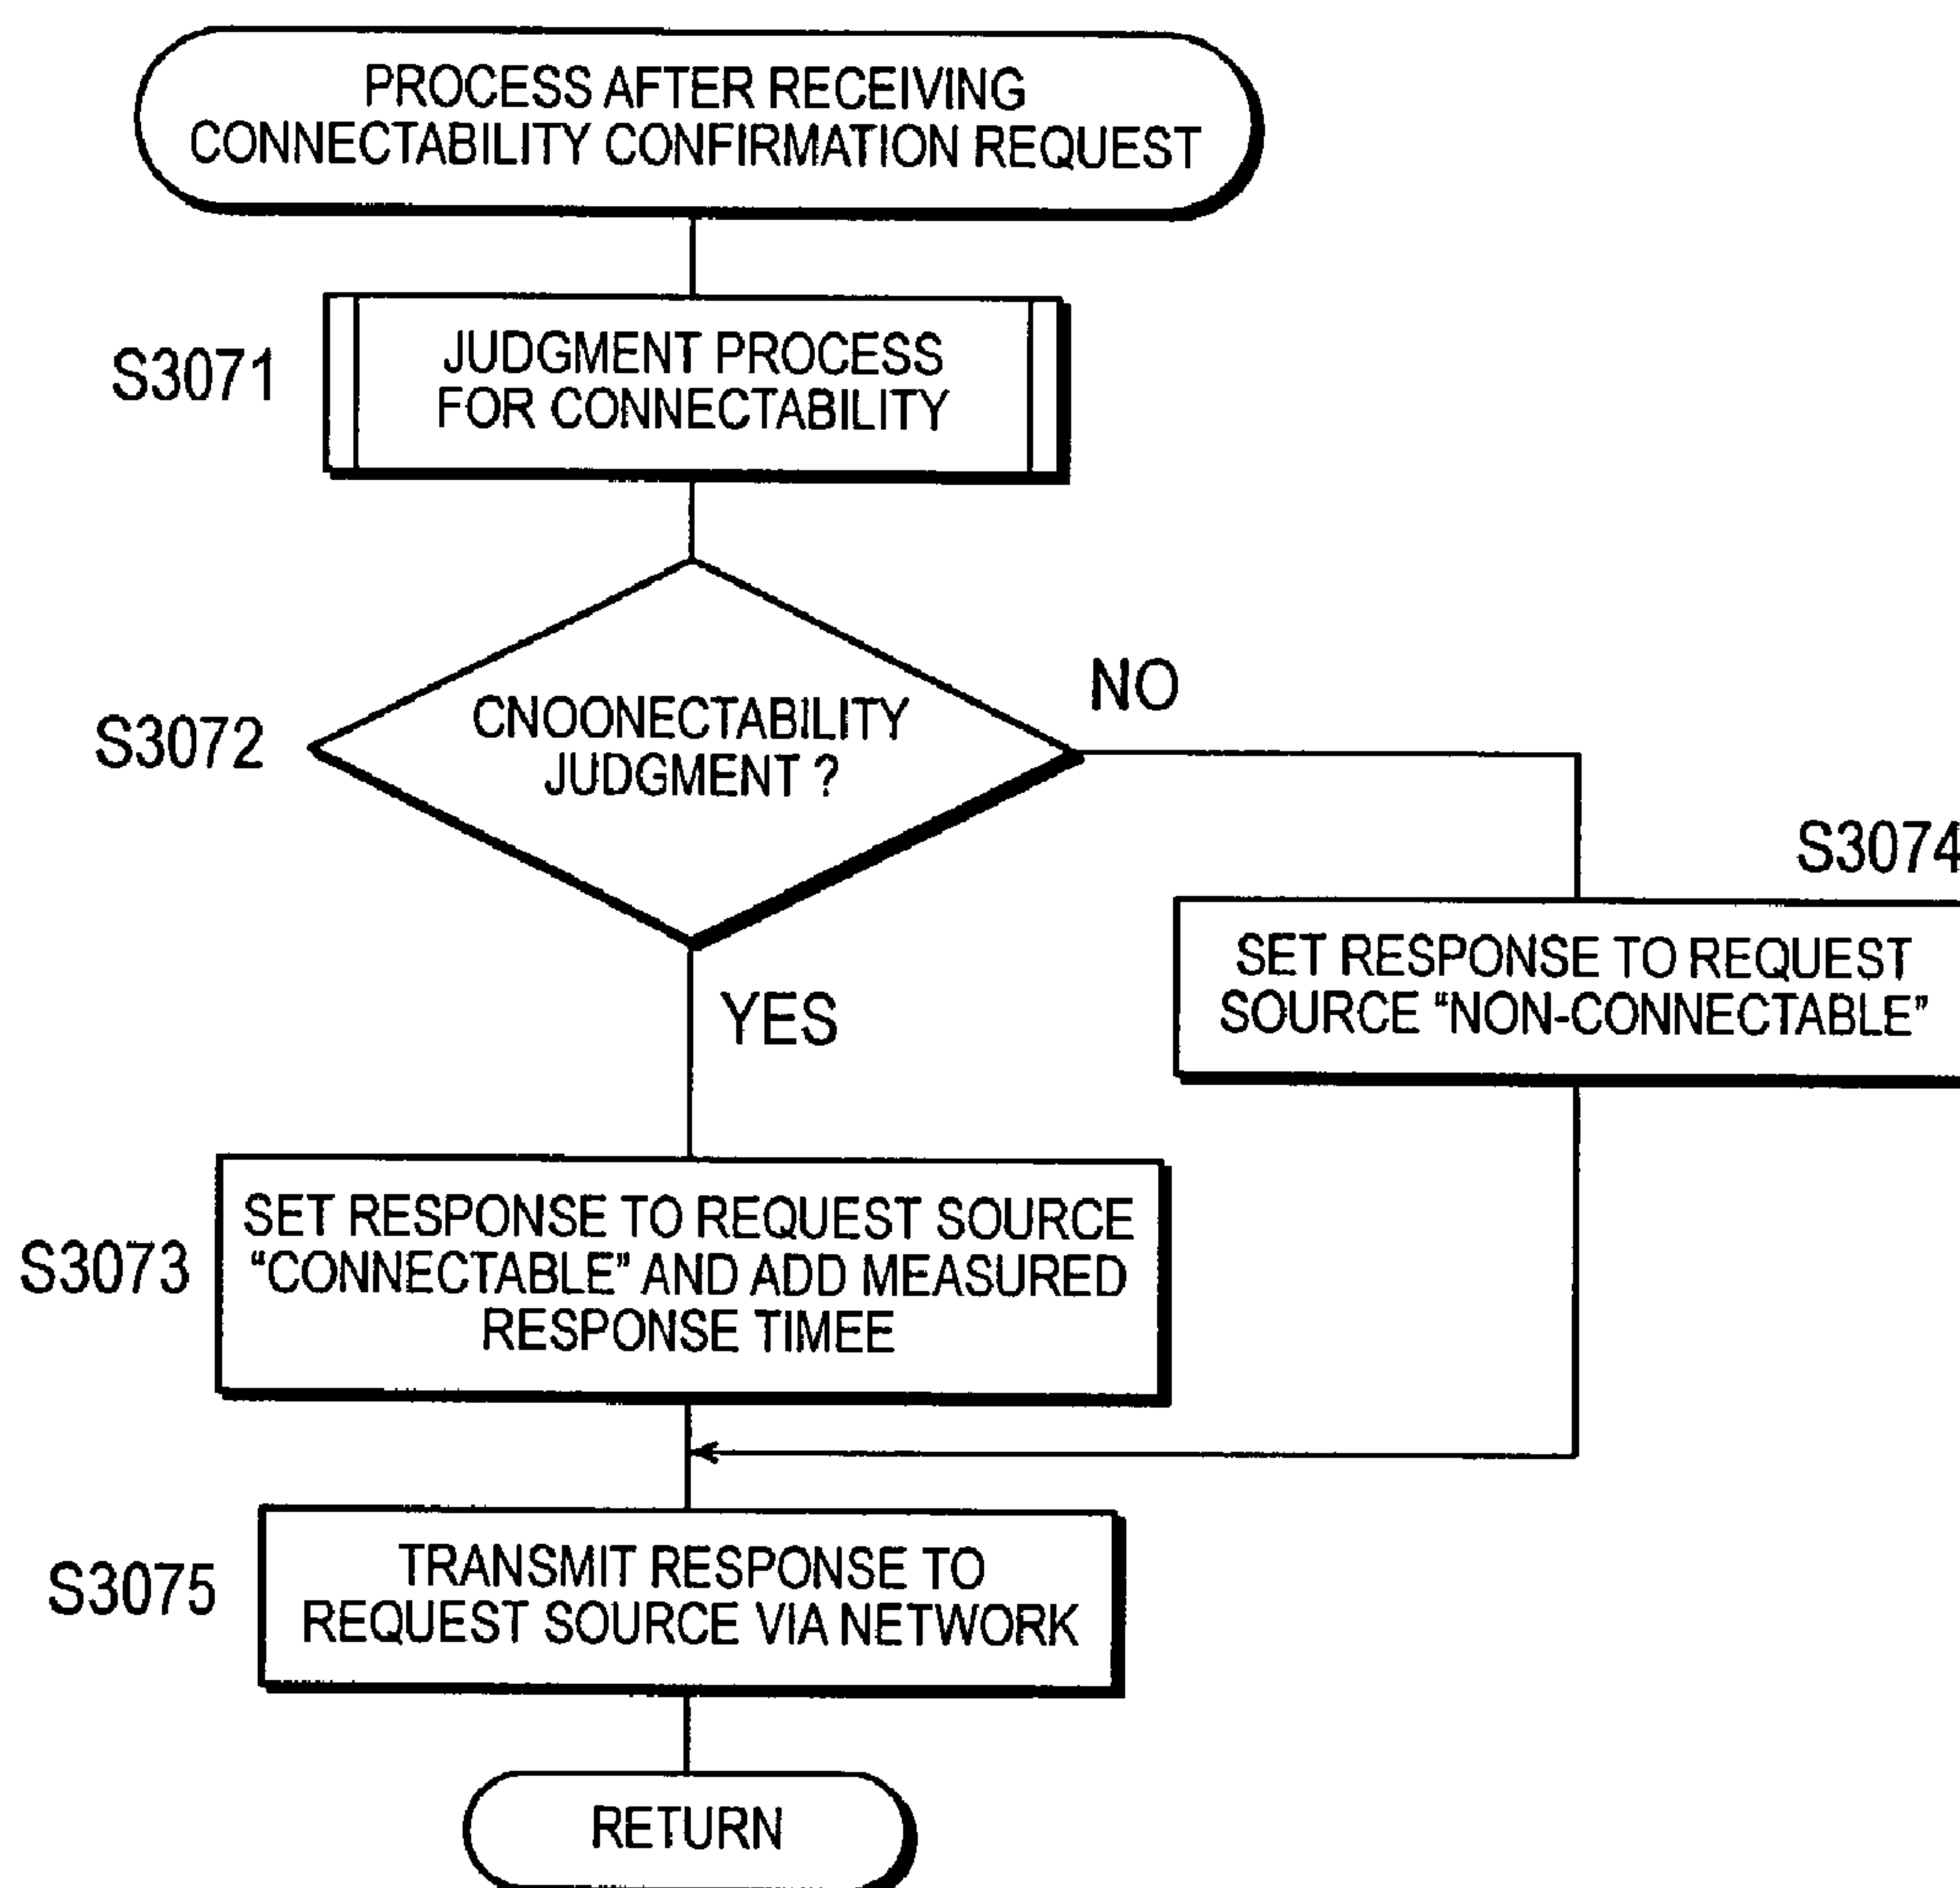 PROCESS AFTER RECEIVING
CONNECTABILITY CONFIRMATION REQUEST
S3071
JUDGMENT PROCESS
FOR CONNECTABILITY
S3072
CNOONECTABILITY
JUDGMENT ?
NO
YES
S3074
SET RESPONSE TO REQUEST
SOURCE “NON-CONNECTABLE”
S3073
SET RESPONSE TO REQUEST SOURCE
“CONNECTABLE” AND ADD MEASURED
RESPONSE TIMEE
S3075
TRANSMIT RESPONSE TO
REQUEST SOURCE VIA NETWORK
RETURN